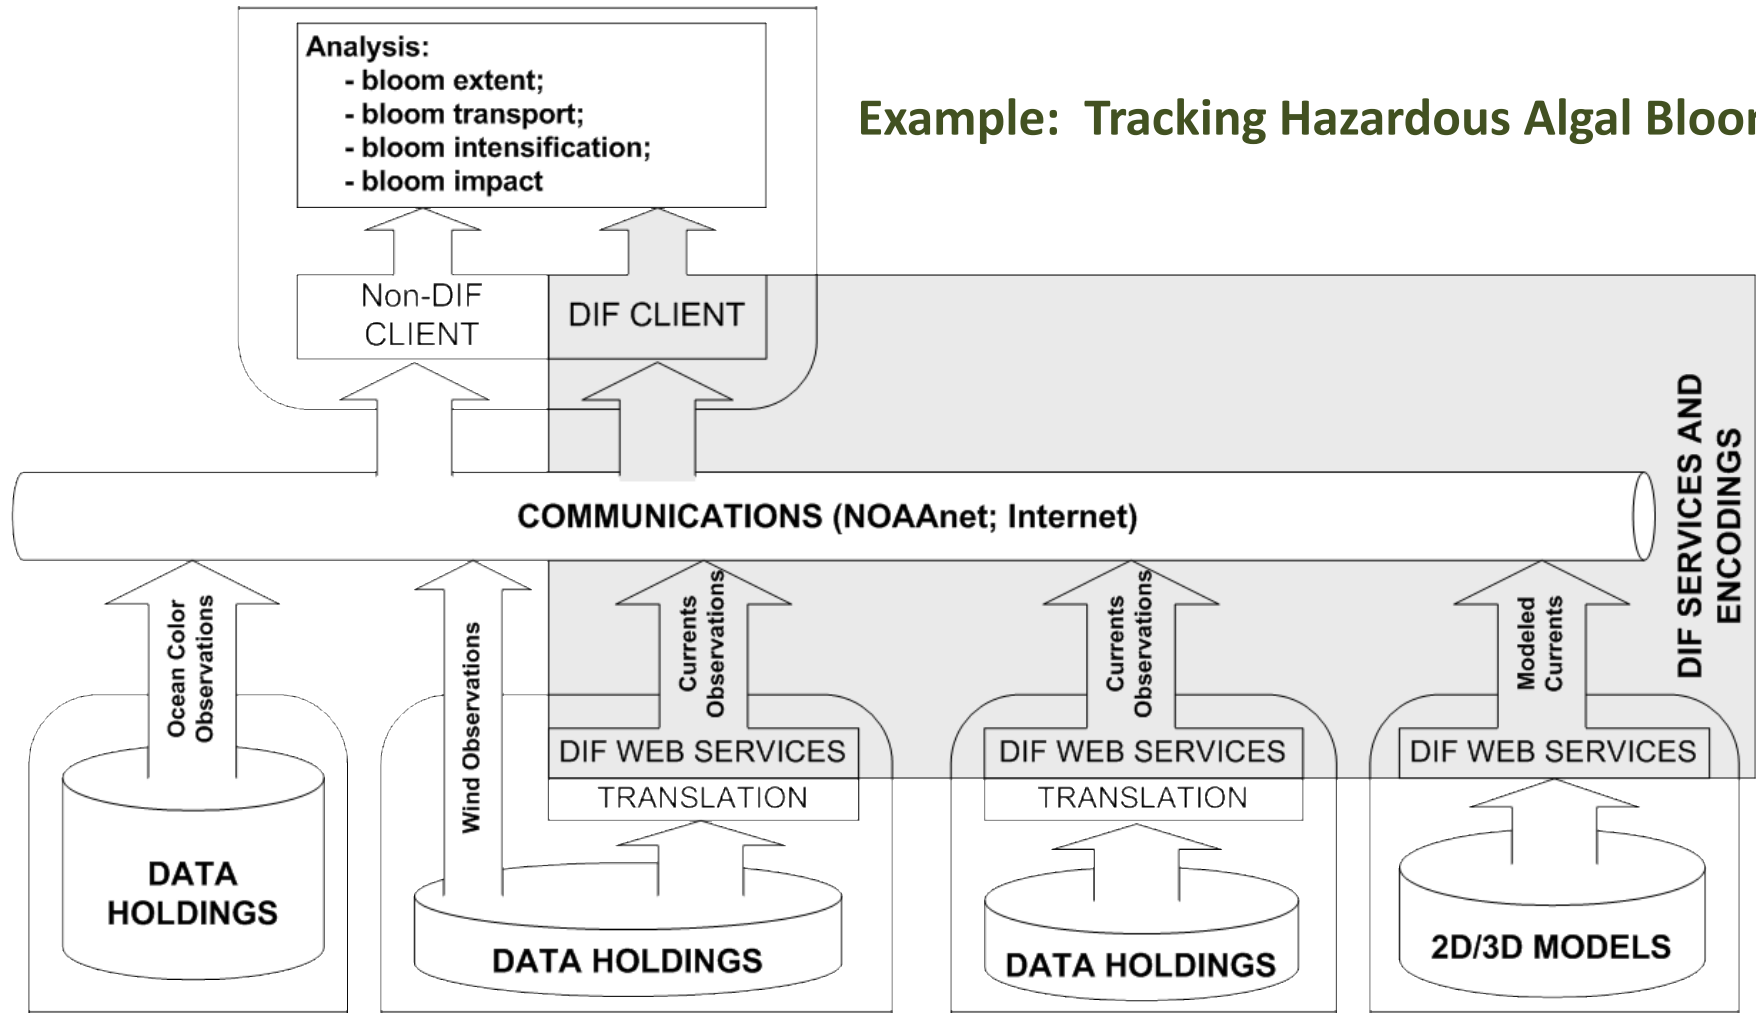 Analysis:
- bloom extent;
- bloom transport;
- bloom intensification;
- bloom impact
Example: Tracking Hazardous Algal
Non-DIF
CLIENT
DIF CLIENT
DIF SERVICES AND
ENCODINGS
COMMUNICATIONS (NOAAnet; Internet)
Ocean Color
Observations
Wind Observations
Currents
Observations
Currents
Observations
Modeled
Currents
DIF WEB SERVICES
DIF WEB SERVICES
DIF WEB SERVICES
TRANSLATION
TRANSLATION
DATA
HOLDINGS
DATA HOLDINGS
DATA HOLDINGS
2D/3D MODELS